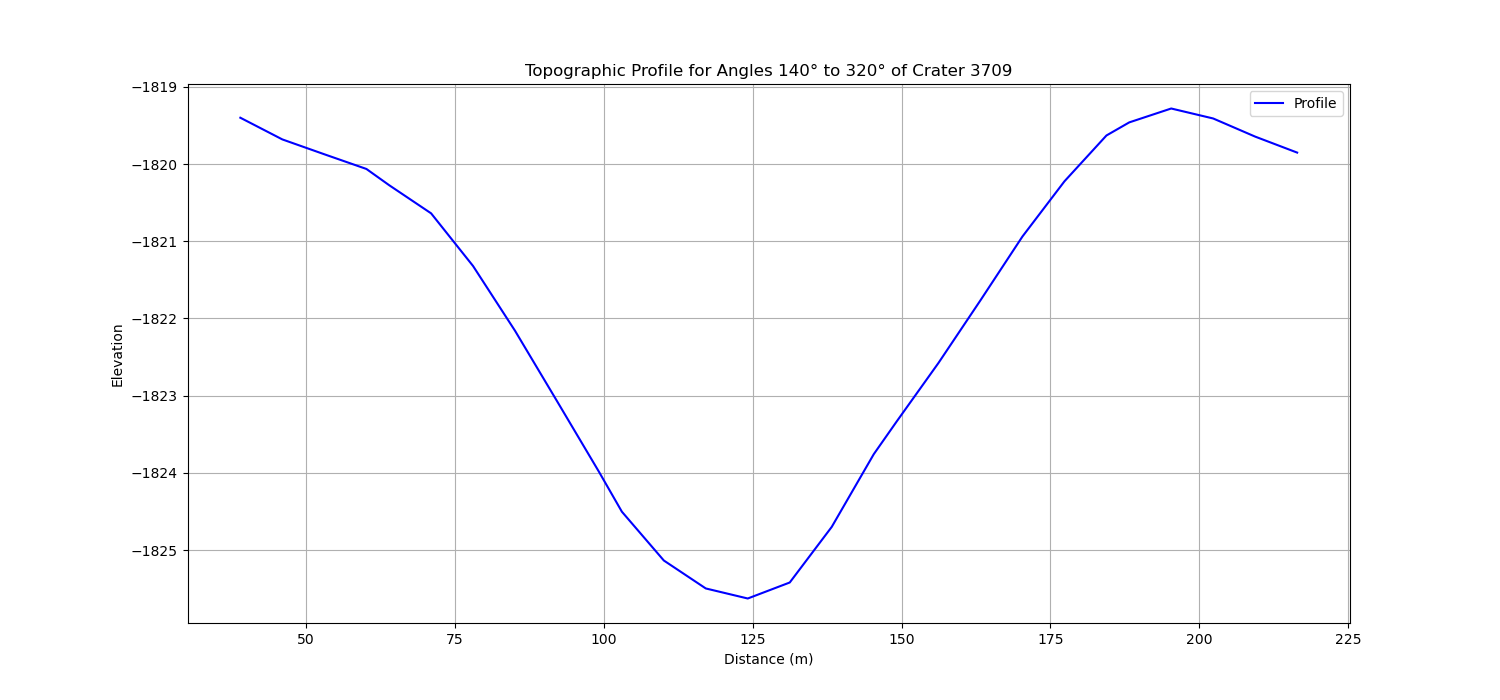 Topographic Profile for Angles 140° to 320° of Crater 3709
Profile
−1819
−1820
−1821
−1822
−1823
−1824
−1825
Elevation
50 75 100 125 150 175 200 225
Distance (m)